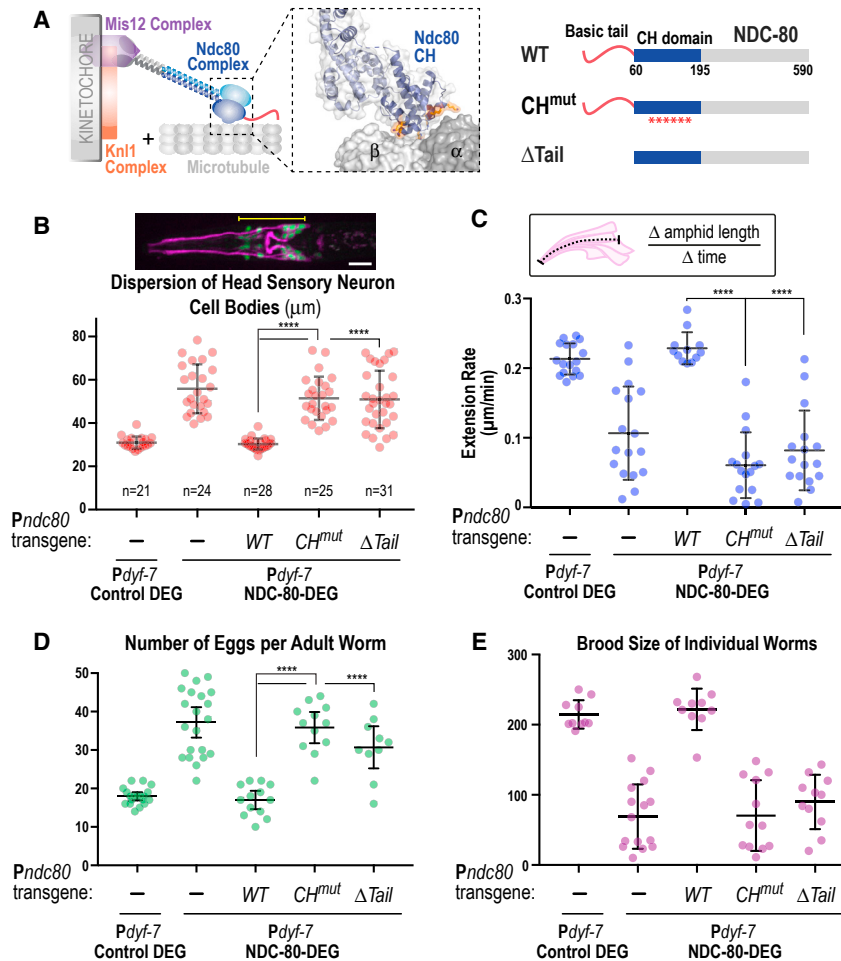 A
Mis12 Complex
Ndc80
Complex
KINETOCHORE
+
Knl1
Complex
Microtubule
Ndc80
CH
β
α
Basic tail
CH domain
NDC-80
WT
60
195
590
CHmut
******
ΔTail
B
Dispersion of Head Sensory Neuron
Cell Bodies (μm)
****
****
80
60
40
20
0
n=21
n=24
n=28
n=25
n=31
Pndc80
transgene:
–
–
WT
CHmut
ΔTail
Pdyf-7
Control DEG
Pdyf-7
NDC-80-DEG
C
Δ amphid length
Δ time
****
****
Extension Rate
(μm/min)
0.3
0.2
0.1
0
Pndc80
transgene:
–
–
WT
CHmut
ΔTail
Pdyf-7
Control DEG
Pdyf-7
NDC-80-DEG
D
Number of Eggs per Adult Worm
****
****
50
40
30
20
10
0
Pndc80
transgene:
–
–
WT
CHmut
ΔTail
Pdyf-7
Control DEG
Pdyf-7
NDC-80-DEG
E
Brood Size of Individual Worms
300
200
100
0
Pndc80
transgene:
–
–
WT
CHmut
ΔTail
Pdyf-7
Control DEG
Pdyf-7
NDC-80-DEG